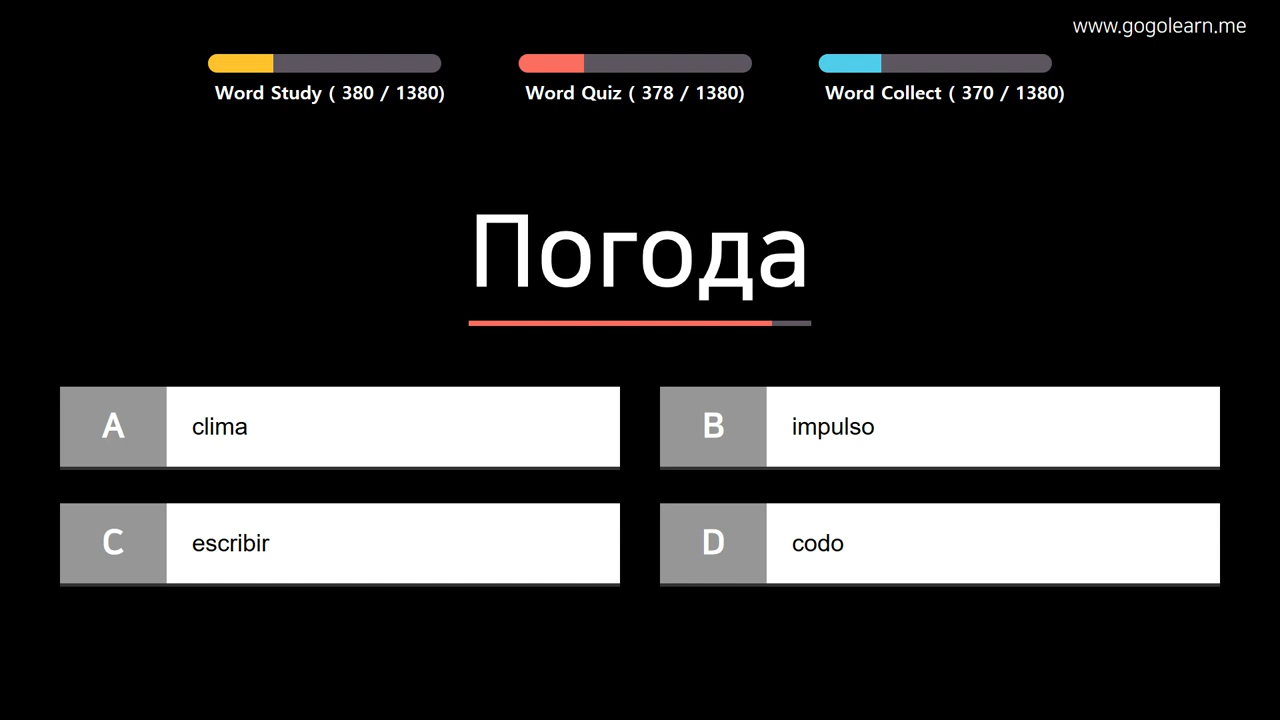 www.gogolearn.me
Word Study ( 380 / 1380)
Word Quiz ( 378 / 1380)
Word Collect ( 370 / 1380)
Погода
A clima
B impulso
C escribir
D codo